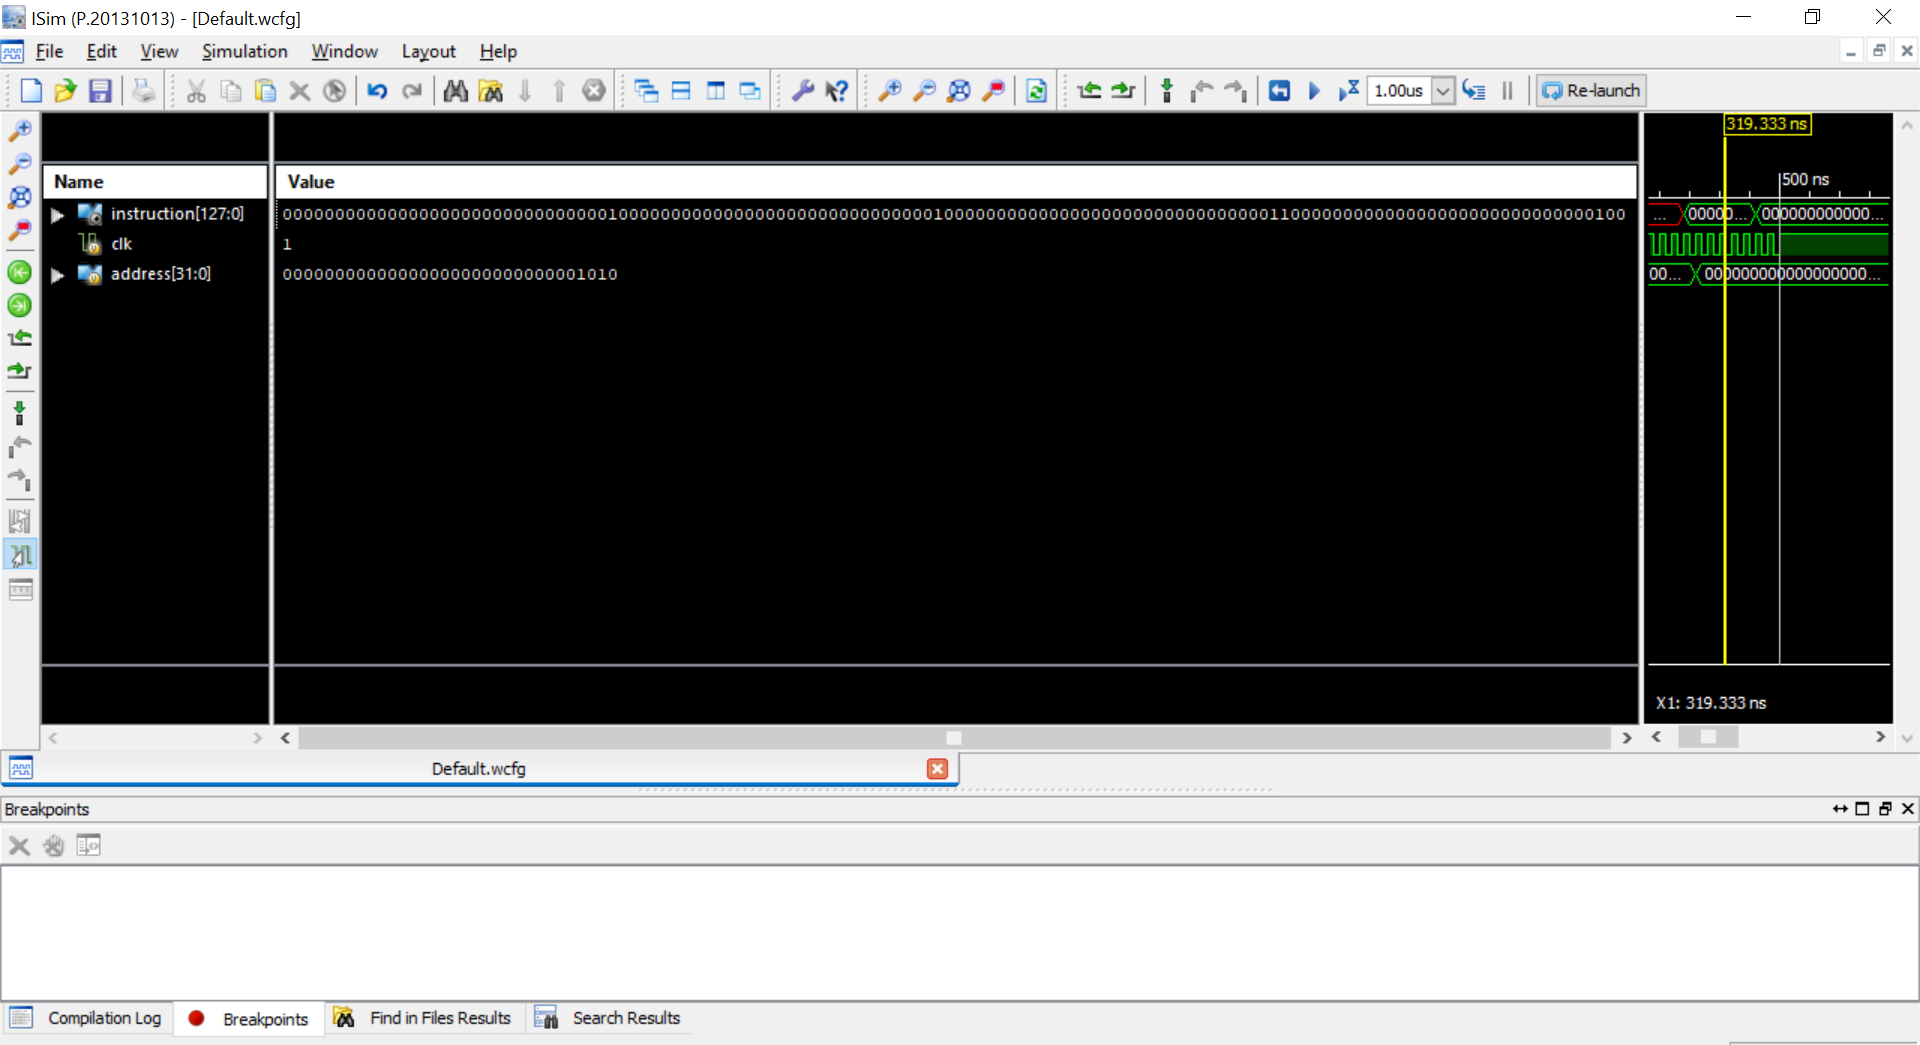 ISim (P.20131013) - [Default.wcfg]
File Edit View Simulation Window Layout Help
1.00us Re-launch
319.333 ns
Name Value
500 ns
instruction[127:0] 00000000000000000000000000000001000000000000000000000000000000100000000000000000000000000000001100000000000000000000000000000100 ... 00000... 000000000000...
clk 1
address[31:0] 00000000000000000000000000001010 00... 000000000000000000...
X1: 319.333 ns
Default.wcfg
Breakpoints
Compilation Log Breakpoints Find in Files Results Search Results